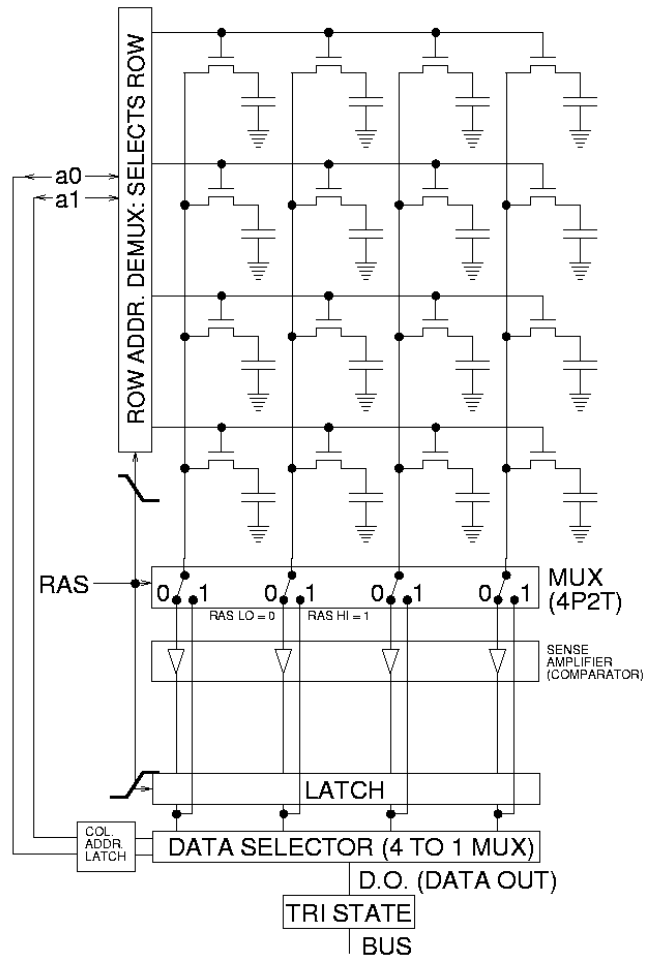 ROW ADDR. DEMUX: SELECTS ROW
a0
a1
RAS
0 1 0 1 0 1 0 1
MUX
(4P2T)
RAS LO = 0 RAS HI = 1
SENSE
AMPLIFIER
(COMPARATOR)
LATCH
COL.
ADDR.
LATCH
DATA SELECTOR (4 TO 1 MUX)
D.O. (DATA OUT)
TRI STATE
BUS